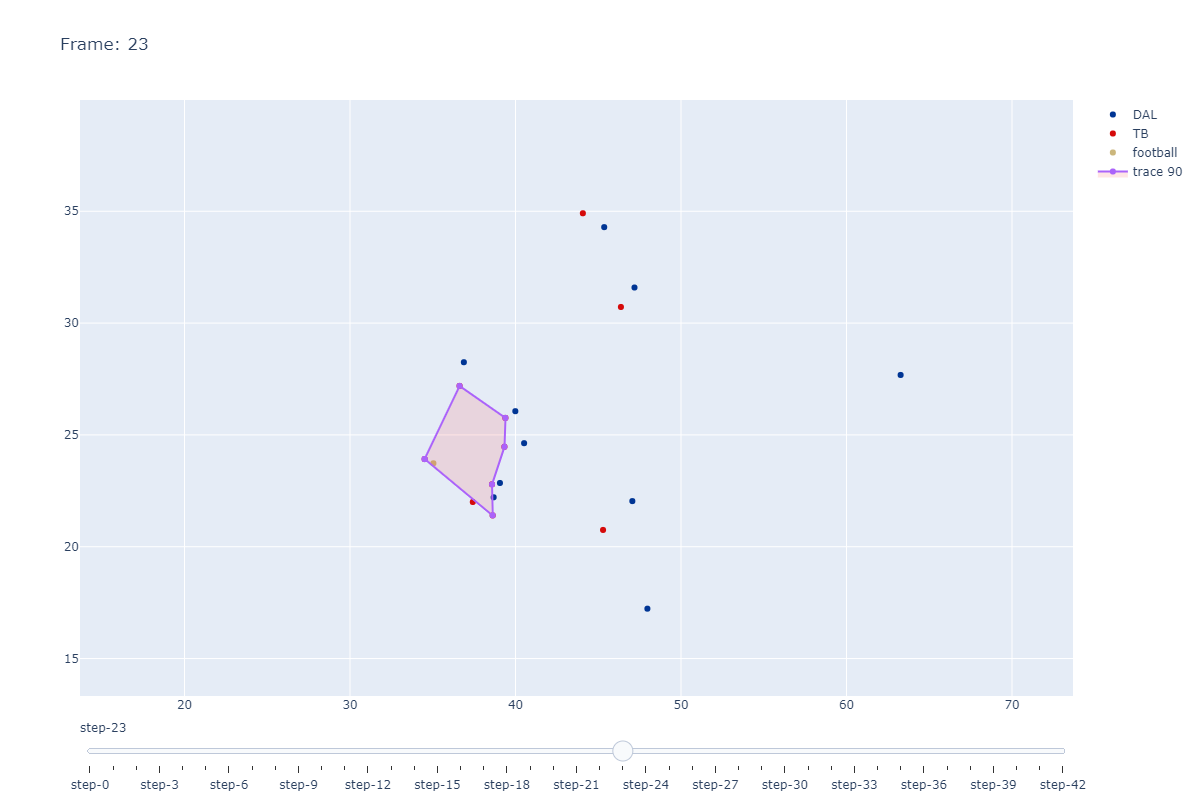 Frame: 23
DAL
TB
football
trace 90
35
30
25
20
15
20 30 40 50 60 70
step-23
step-0 step-3 step-6 step-9 step-12 step-15 step-18 step-21 step-24 step-27 step-30 step-33 step-36 step-39 step-42